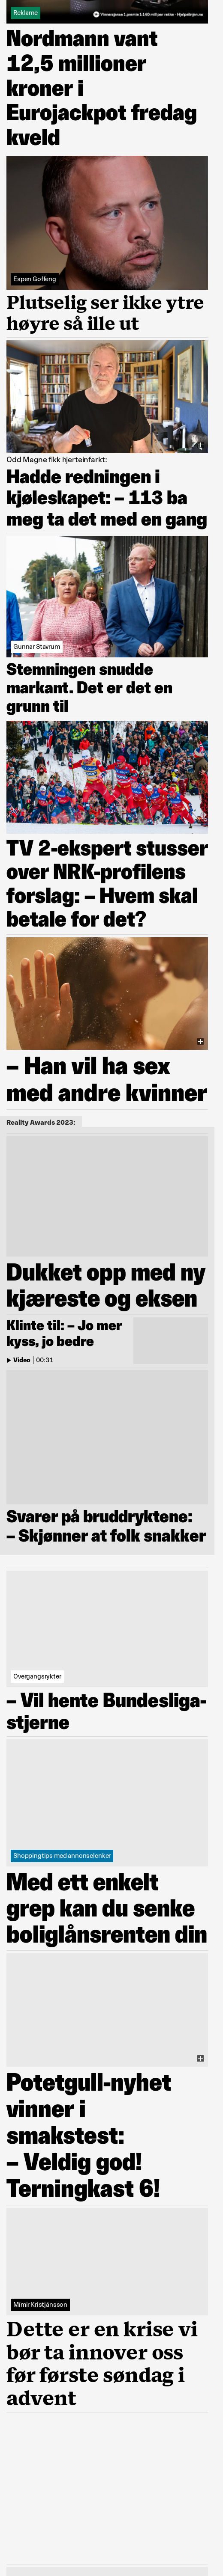 Reklame
Vinnersjanse 1.premie 1:140 mill per rekke - Hjelpelinjen.no
Nordmann vant
12,5 millioner
kroner i
Eurojackpot fredag
kveld
Espen Goffeng
Plutselig ser ikke ytre
høyre så ille ut
Odd Magne fikk hjerteinfarkt:
Hadde redningen i
kjøleskapet: – 113 ba
meg ta det med en gang
Gunnar Stavrum
Stemningen snudde
markant. Det er det en
grunn til
TV 2-ekspert stusser
over NRK-profilens
forslag: – Hvem skal
betale for det?
– Han vil ha sex
med andre kvinner
Reality Awards 2023:
Dukket opp med ny
kjæreste og eksen
Klinte til: – Jo mer
kyss, jo bedre
Video | 00:31
Svarer på bruddryktene:
– Skjønner at folk snakker
Overgangsrykter
– Vil hente Bundesliga-
stjerne
Shoppingtips med annonselenker
Med ett enkelt
grep kan du senke
boliglånsrenten din
Potetgull-nyhet
vinner i
smakstest:
– Veldig god!
Terningkast 6!
Mimir Kristjánsson
Dette er en krise vi
bør ta innover oss
før første søndag i
advent